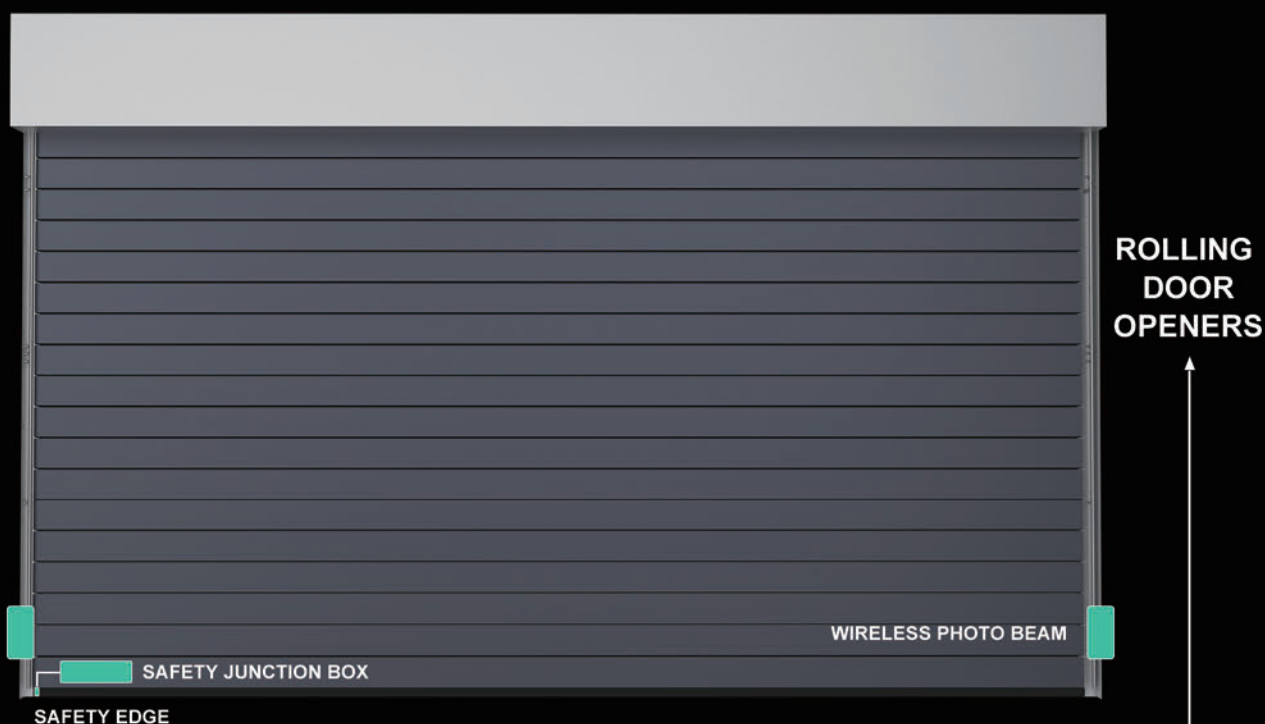 ROLLING
DOOR
OPENERS
WIRELESS PHOTO BEAM
SAFETY JUNCTION BOX
SAFETY EDGE